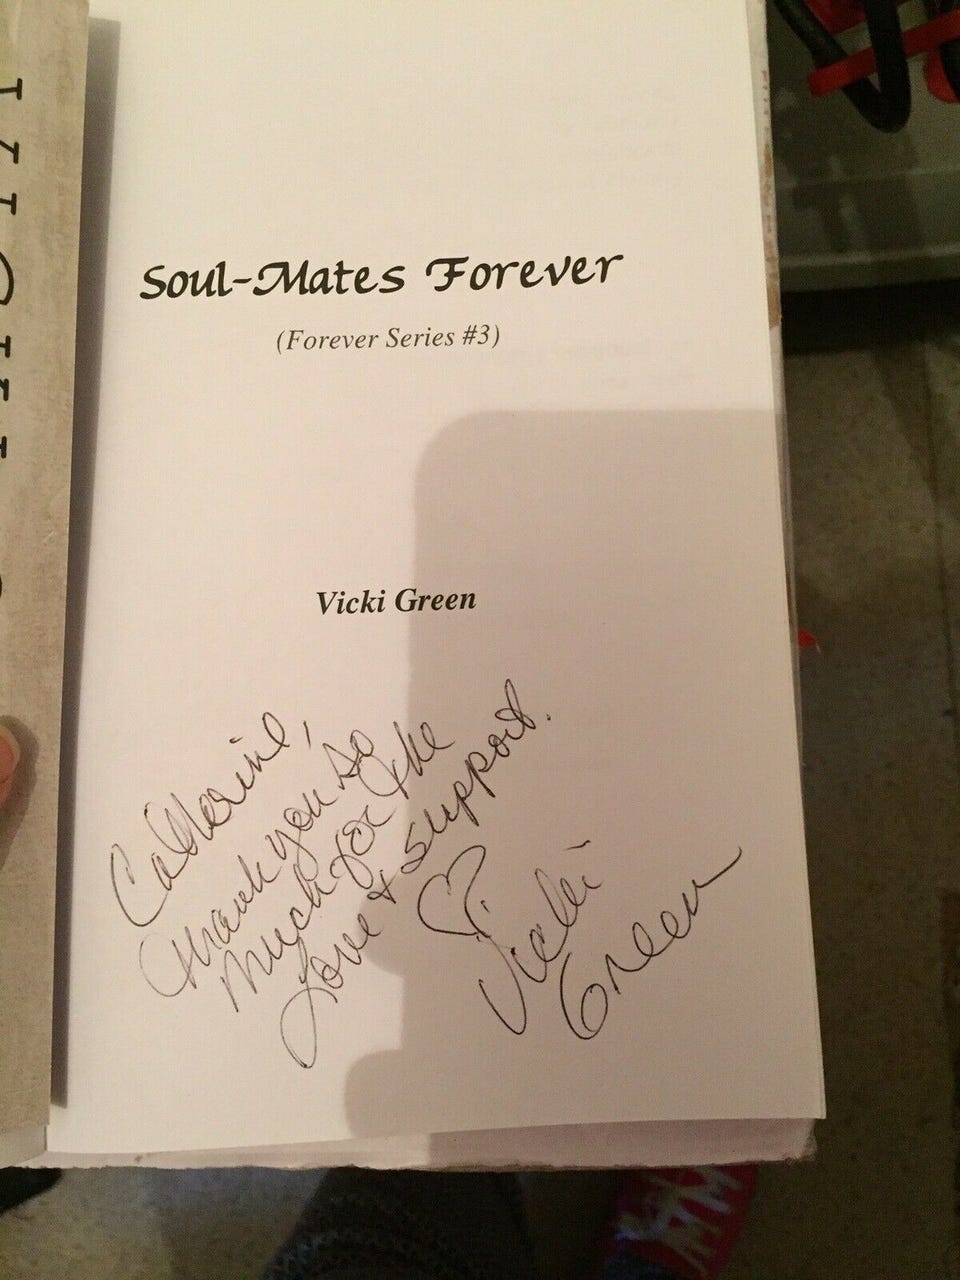 Soul-Mates Forever
(Forever Series #3)
Vicki Green
Catherine,
Thank you so
much for the
love & support.
Vicki
Green